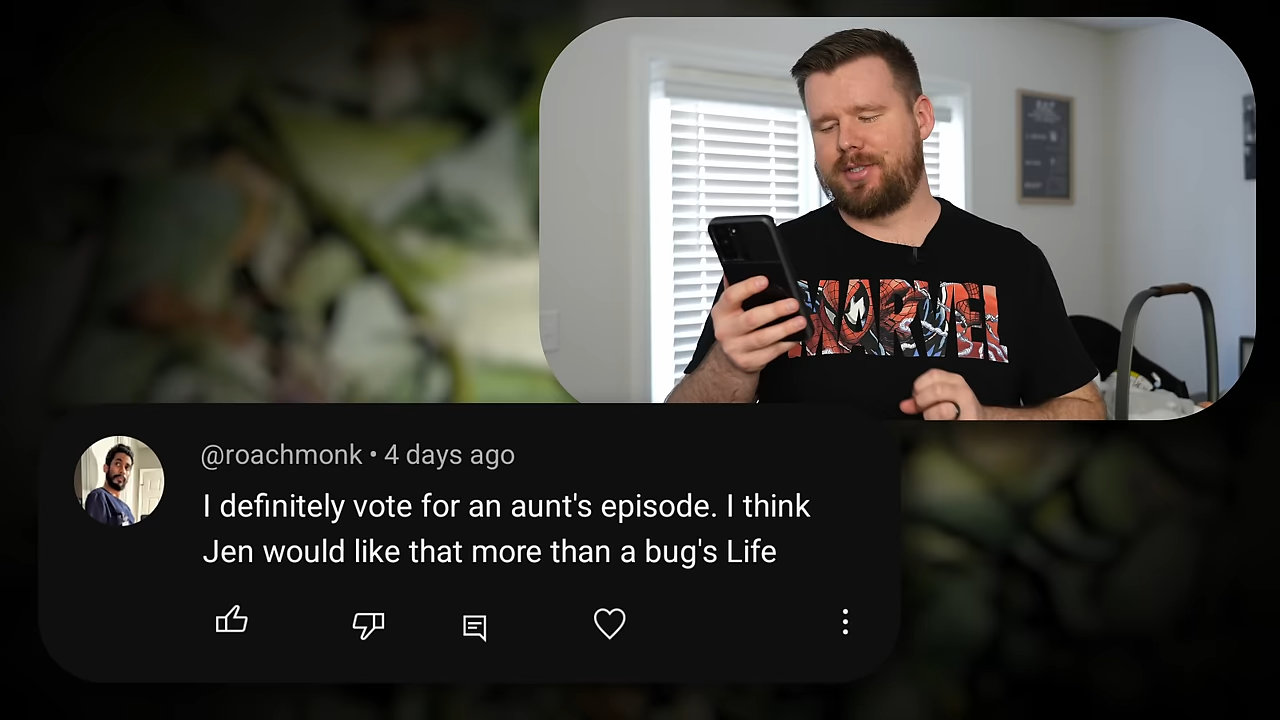 MARVEL
@roachmonk • 4 days ago
I definitely vote for an aunt's episode. I think
Jen would like that more than a bug's Life